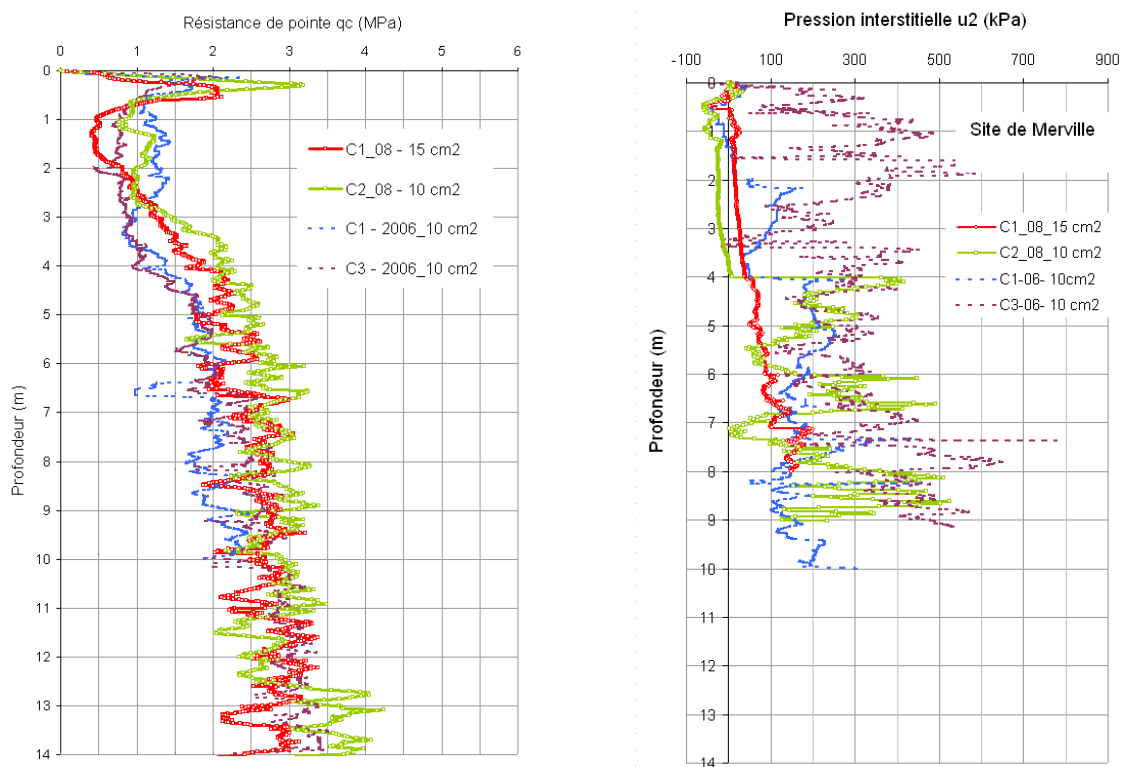 Résistance de pointe qc (MPa)
0 1 2 3 4 5 6
0
1
2
3
4
5
6
7
8
9
10
11
12
13
14
Profondeur (m)
C1_08 - 15 cm2
C2_08 - 10 cm2
C1 - 2006_10 cm2
C3 - 2006_10 cm2
Pression interstitielle u2 (kPa)
-100 100 300 500 700 900
0
1
2
3
4
5
6
7
8
9
10
11
12
13
14
Profondeur (m)
Site de Merville
C1_08_15 cm2
C2_08_10 cm2
C1-06- 10cm2
C3-06- 10 cm2